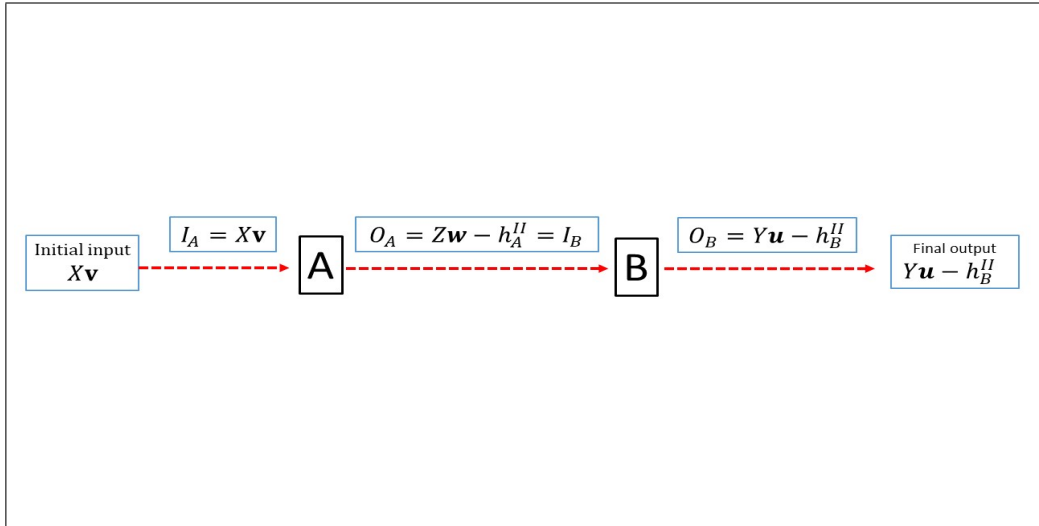 Initial input
X𝐯
I_A = X𝐯
A
O_A = Z𝒘 − h_A^{II} = I_B
B
O_B = Y𝒖 − h_B^{II}
Final output
Y𝒖 − h_B^{II}